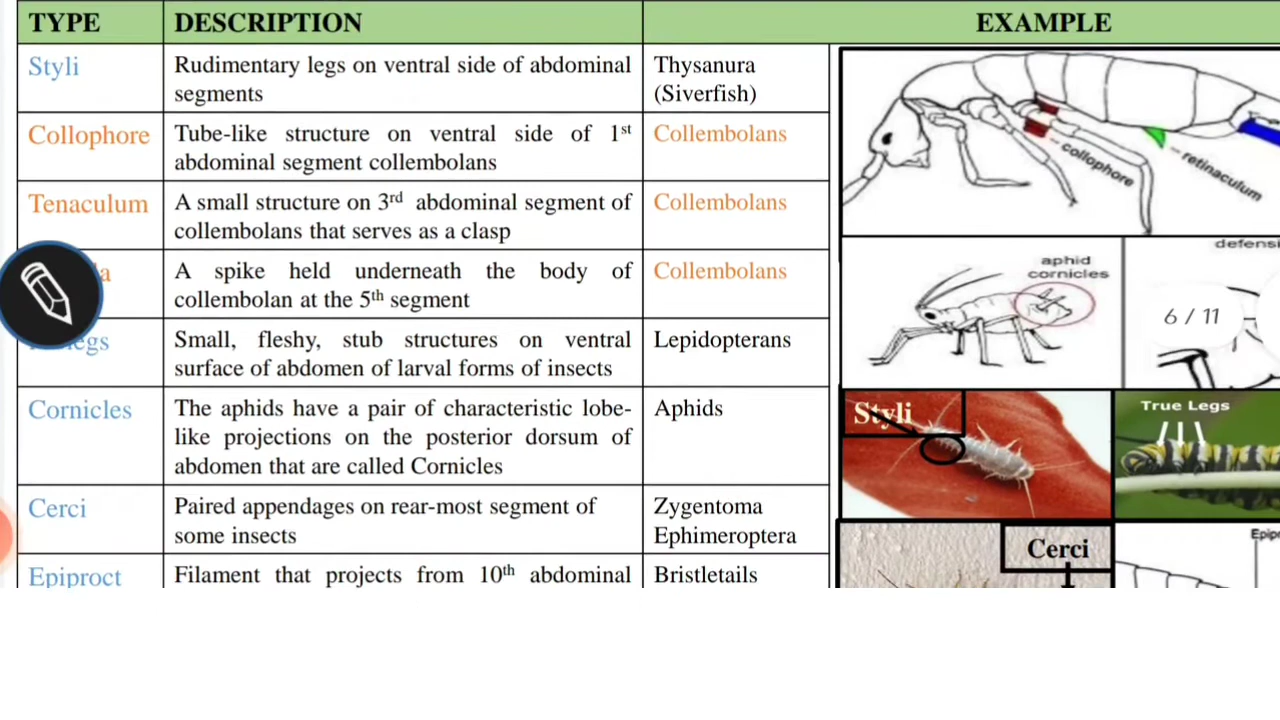 TYPE DESCRIPTION EXAMPLE
Styli Rudimentary legs on ventral side of abdominal Thysanura
segments (Siverfish)
Collophore Tube-like structure on ventral side of 1st Collembolans
abdominal segment collembolans
Tenaculum A small structure on 3rd abdominal segment of Collembolans
collembolans that serves as a clasp
A spike held underneath the body of Collembolans
collembolan at the 5th segment
Small, fleshy, stub structures on ventral Lepidopterans
surface of abdomen of larval forms of insects
Cornicles The aphids have a pair of characteristic lobe- Aphids
like projections on the posterior dorsum of
abdomen that are called Cornicles
Cerci Paired appendages on rear-most segment of Zygentoma
some insects Ephimeroptera
Epiproct Filament that projects from 10th abdominal Bristletails
collophore
retinaculum
aphid
cornicles
defensi
6 / 11
Styli
True Legs
Cerci